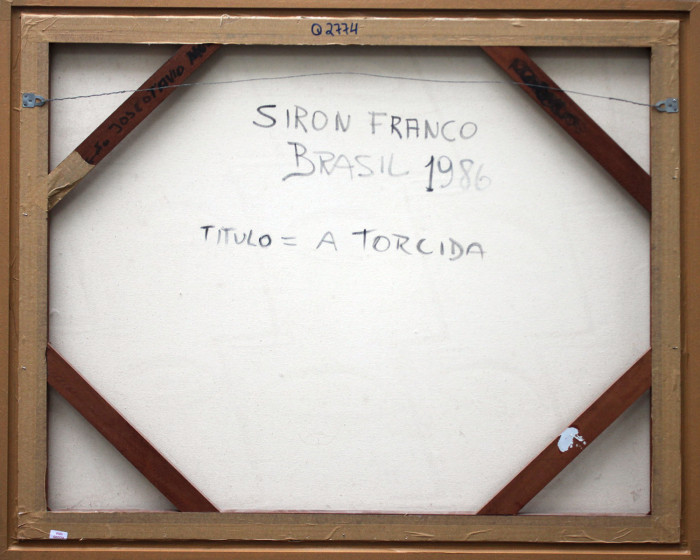 Q2774
SIRON FRANCO
BRASIL 1986
TITULO = A TORCIDA